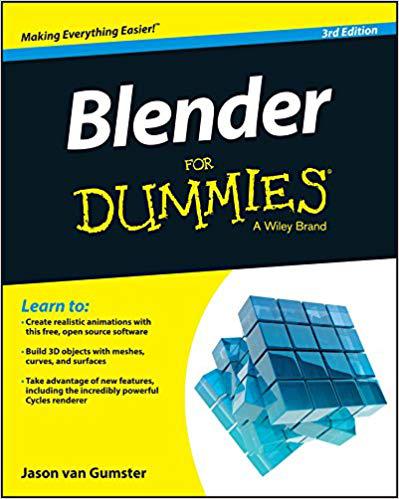 Making Everything Easier!™
3rd Edition
Blender
FOR
DUMMIES®
A Wiley Brand
Learn to:
• Create realistic animations with
this free, open source software
• Build 3D objects with meshes,
curves, and surfaces
• Take advantage of new features,
including the incredibly powerful
Cycles renderer
Jason van Gumster